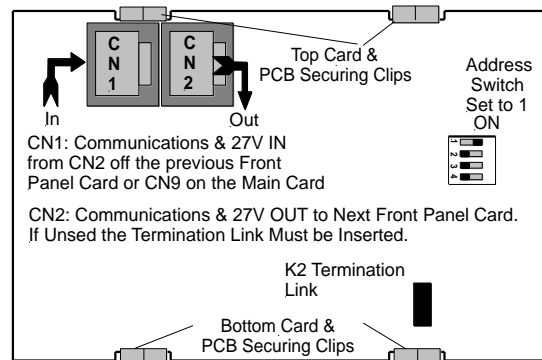 C
N
1
C
N
2
In
Out
Top Card &
PCB Securing Clips
Address
Switch
Set to 1
ON
1
2
3
4
CN1: Communications & 27V IN
from CN2 off the previous Front
Panel Card or CN9 on the Main Card
CN2: Communications & 27V OUT to Next Front Panel Card.
If Unsed the Termination Link Must be Inserted.
K2 Termination
Link
Bottom Card &
PCB Securing Clips